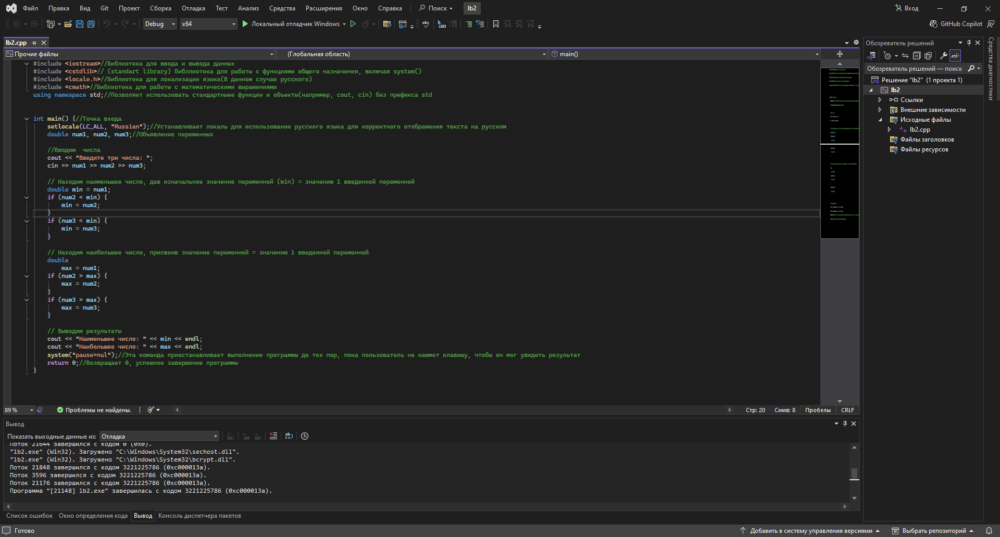 Файл Правка Вид Git Проект Сборка Отладка Тест Анализ Средства Расширения Окно Справка Поиск lb2 Вход
Debug x64 Локальный отладчик Windows GitHub Copilot
lb2.cpp
Прочие файлы (Глобальная область) main()
#include <iostream>//Библиотека для ввода и вывода данных
#include <cstdlib>// (standart library) библлиотека для работы с функциями общего назначения, включая system()
#include <locale.h>//Библиотека для локализации языка(В данном случае русского)
#include <cmath>//Библиотека для работы с математическими выражениями
using namespace std;//Позволяет использовать стандартныее функции и объекты(например, cout, cin) без префикса std
int main() {//Точка входа
setlocale(LC_ALL, "Russian");//Устанавливает локаль для использование русского языка для корректного отображения текста на русском
double num1, num2, num3;//Объявление переменных
//Вводим  числа
cout << "Введите три числа: ";
cin >> num1 >> num2 >> num3;
// Находим наименьшее число, дав изначальное значение переменной (min) = значению 1 введенной переменной
double min = num1;
if (num2 < min) {
min = num2;
}
if (num3 < min) {
min = num3;
}
// Находим наибольшее число, присвоив значение переменной = значению 1 введенной переменной
double
max = num1;
if (num2 > max) {
max = num2;
}
if (num3 > max) {
max = num3;
}
// Выводим результаты
cout << "Наименьшее число: " << min << endl;
cout << "Наибольшее число: " << max << endl;
system("pause>nul");//Эта команда приостанавливает выполнение программы до тех пор, пока пользователь не нажмет клавишу, чтобы он мог увидеть результат
return 0;//Возвращает 0, успешное завершение программы
}
89 % Проблемы не найдены. Стр: 20 Симв: 8 Пробелы CRLF
Вывод
Показать выходные данные из: Отладка
Поток 21644 завершился с кодом 0 (0x0).
"lb2.exe" (Win32). Загружено "C:\Windows\System32\sechost.dll".
"lb2.exe" (Win32). Загружено "C:\Windows\System32\bcrypt.dll".
Поток 21848 завершился с кодом 3221225786 (0xc000013a).
Поток 3596 завершился с кодом 3221225786 (0xc000013a).
Поток 21176 завершился с кодом 3221225786 (0xc000013a).
Программа "[21148] lb2.exe" завершилась с кодом 3221225786 (0xc000013a).
Список ошибок Окно определения кода Вывод Консоль диспетчера пакетов
Обозреватель решений
Обозреватель решений — поиск
Решение "lb2" (1 проекта 1)
lb2
Ссылки
Внешние зависимости
Исходные файлы
lb2.cpp
Файлы заголовков
Файлы ресурсов
Средства диагностики
Готово Добавить в систему управления версиями Выбрать репозиторий